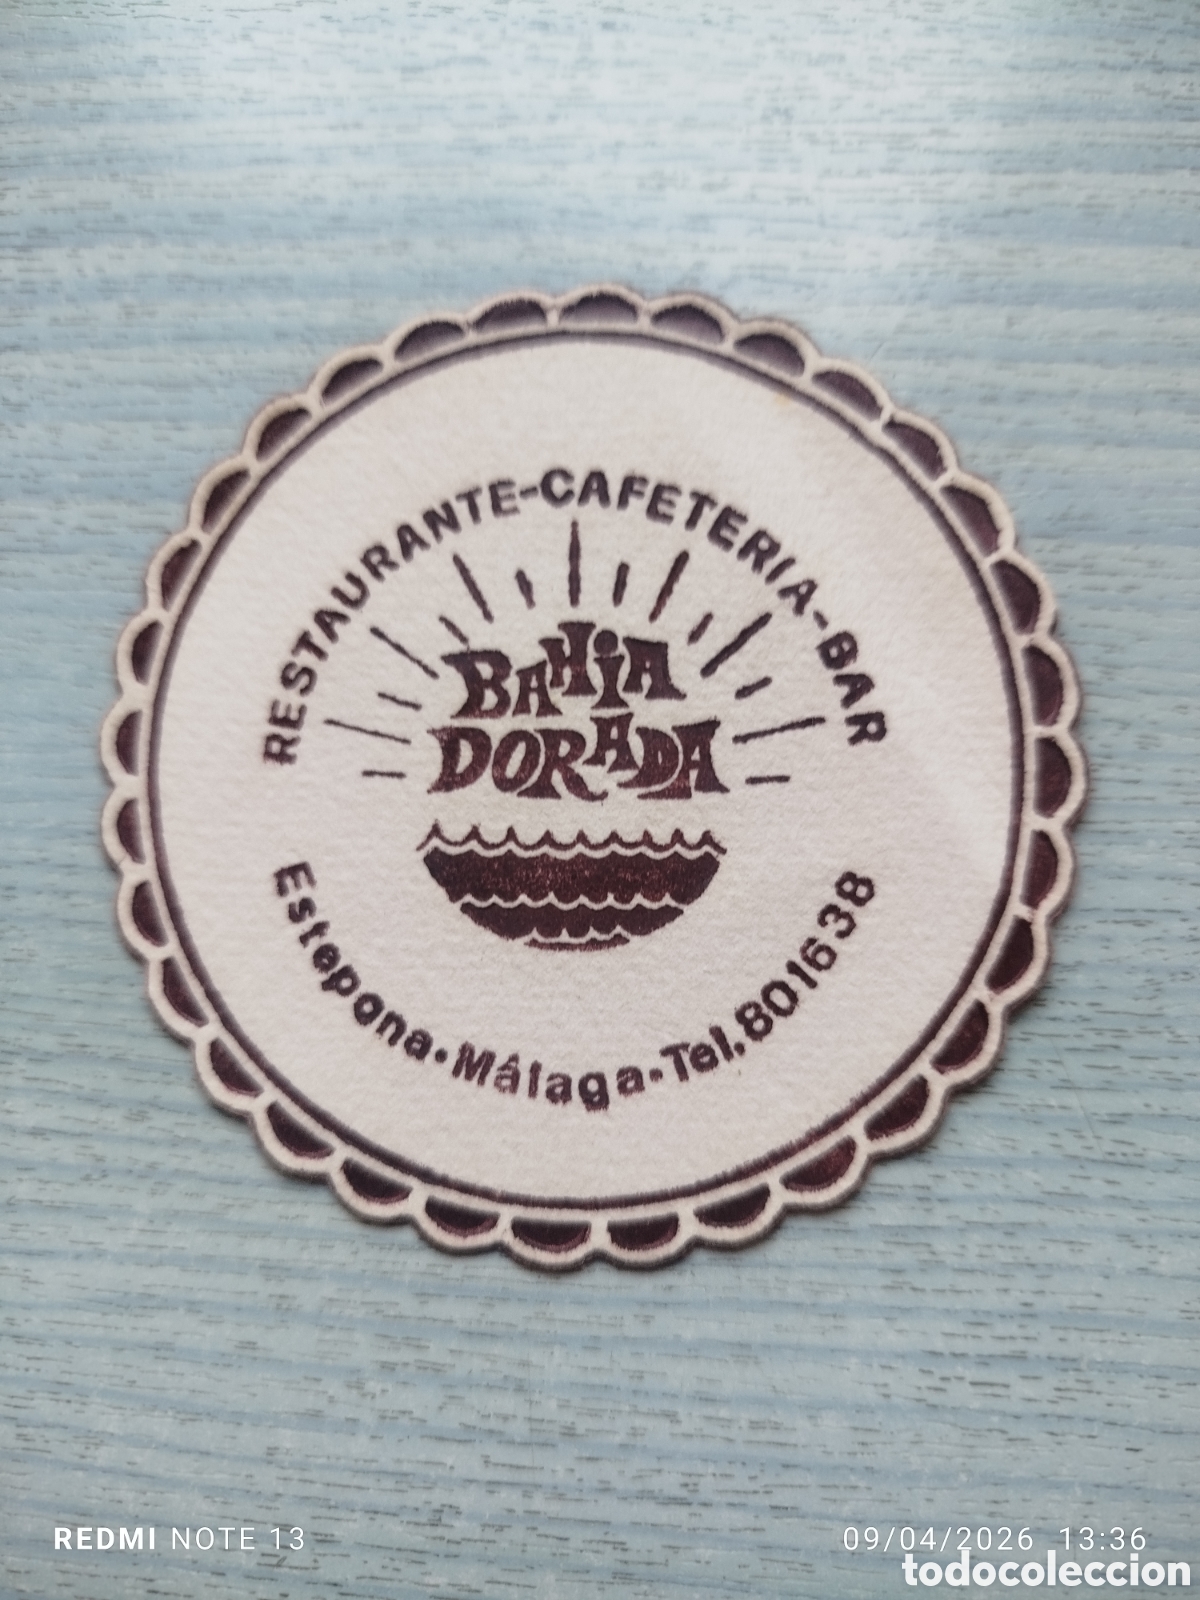 RESTAURANTE-CAFETERIA-BAR
BAHiA
DORADA
Estepona·Málaga·Tel.801638
REDMI NOTE 13
09/04/2026 13:36
todocoleccion